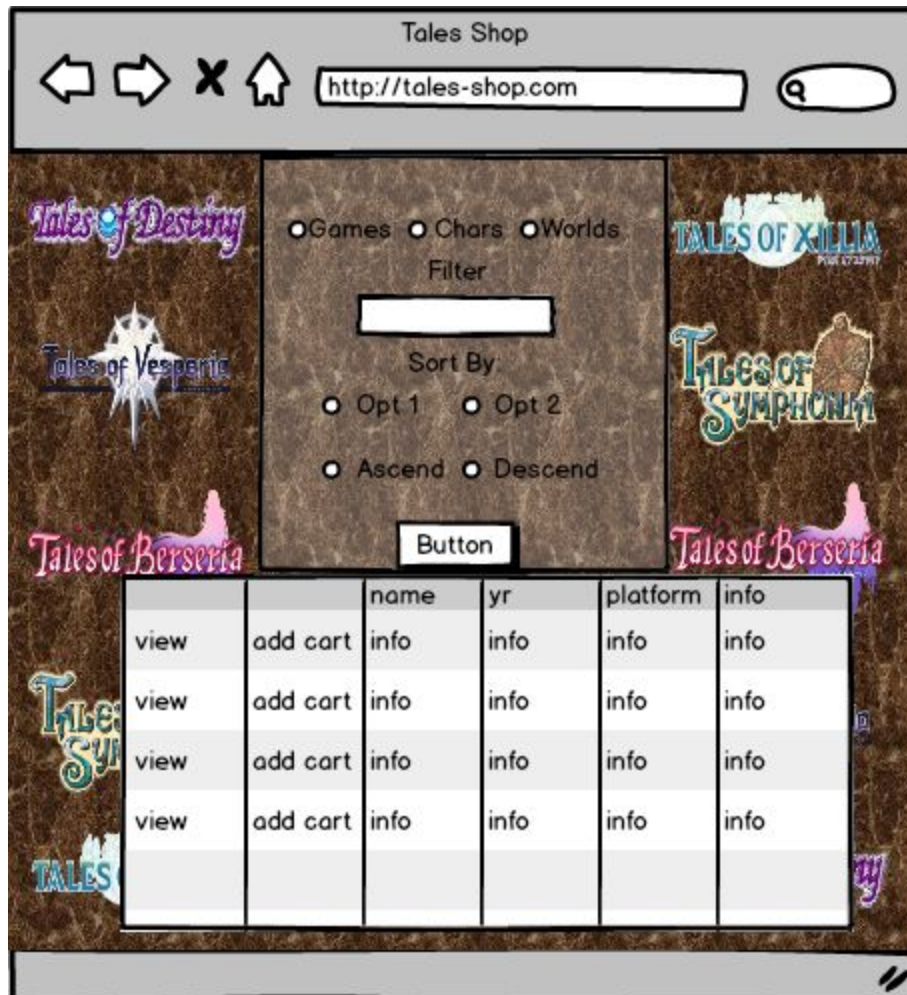 Tales Shop
http://tales-shop.com
Tales of Destiny
TALES OF XILLIA
Games Chars Worlds
Filter
Tales of Vesperia
TALES OF SYMPHONIA
Sort By
Opt 1 Opt 2
Ascend Descend
Button
Tales of Berseria
Tales of Berseria
name yr platform info
view add cart info info info info
view add cart info info info info
view add cart info info info info
view add cart info info info info
TALES